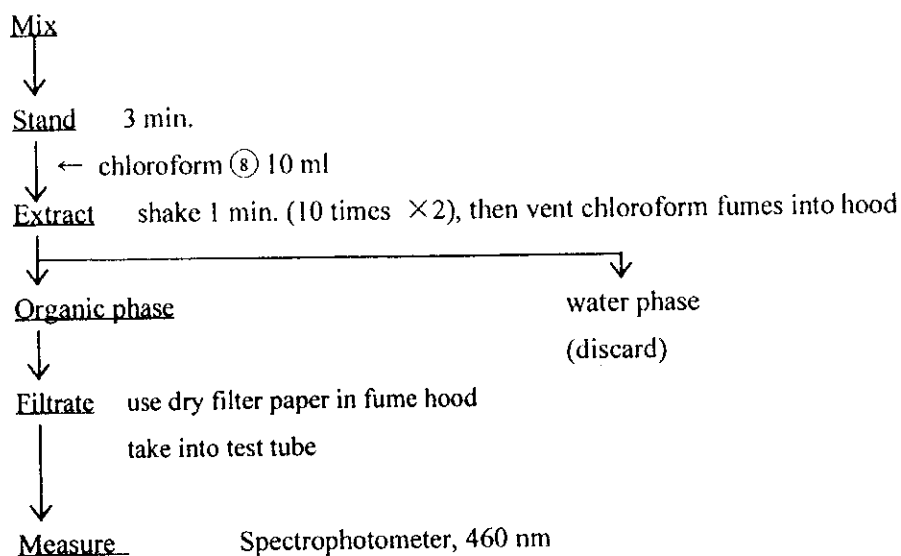 Mix
Stand 3 min.
← chloroform ⑧ 10 ml
Extract shake 1 min. (10 times ×2), then vent chloroform fumes into hood
Organic phase water phase
(discard)
Filtrate use dry filter paper in fume hood
take into test tube
Measure Spectrophotometer, 460 nm